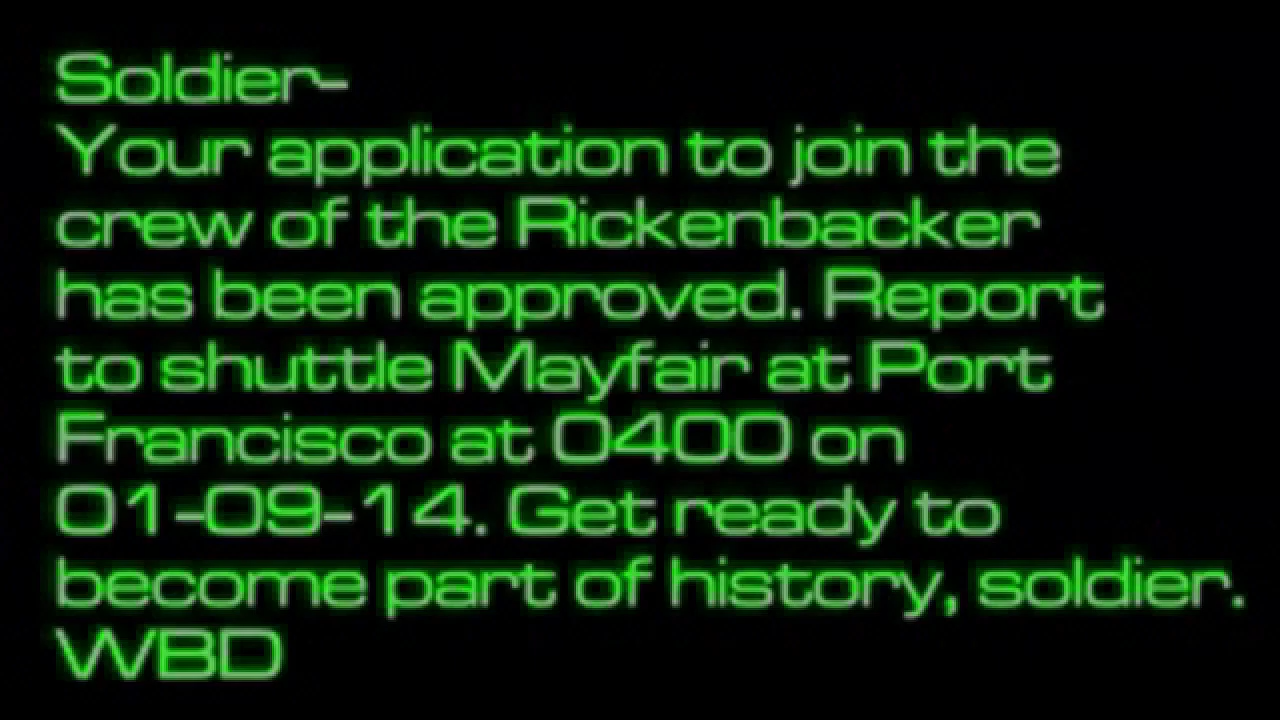 Soldier-
Your application to join the
crew of the Rickenbacker
has been approved. Report
to shuttle Mayfair at Port
Francisco at 0400 on
01-09-14. Get ready to
become part of history, soldier.
WBD